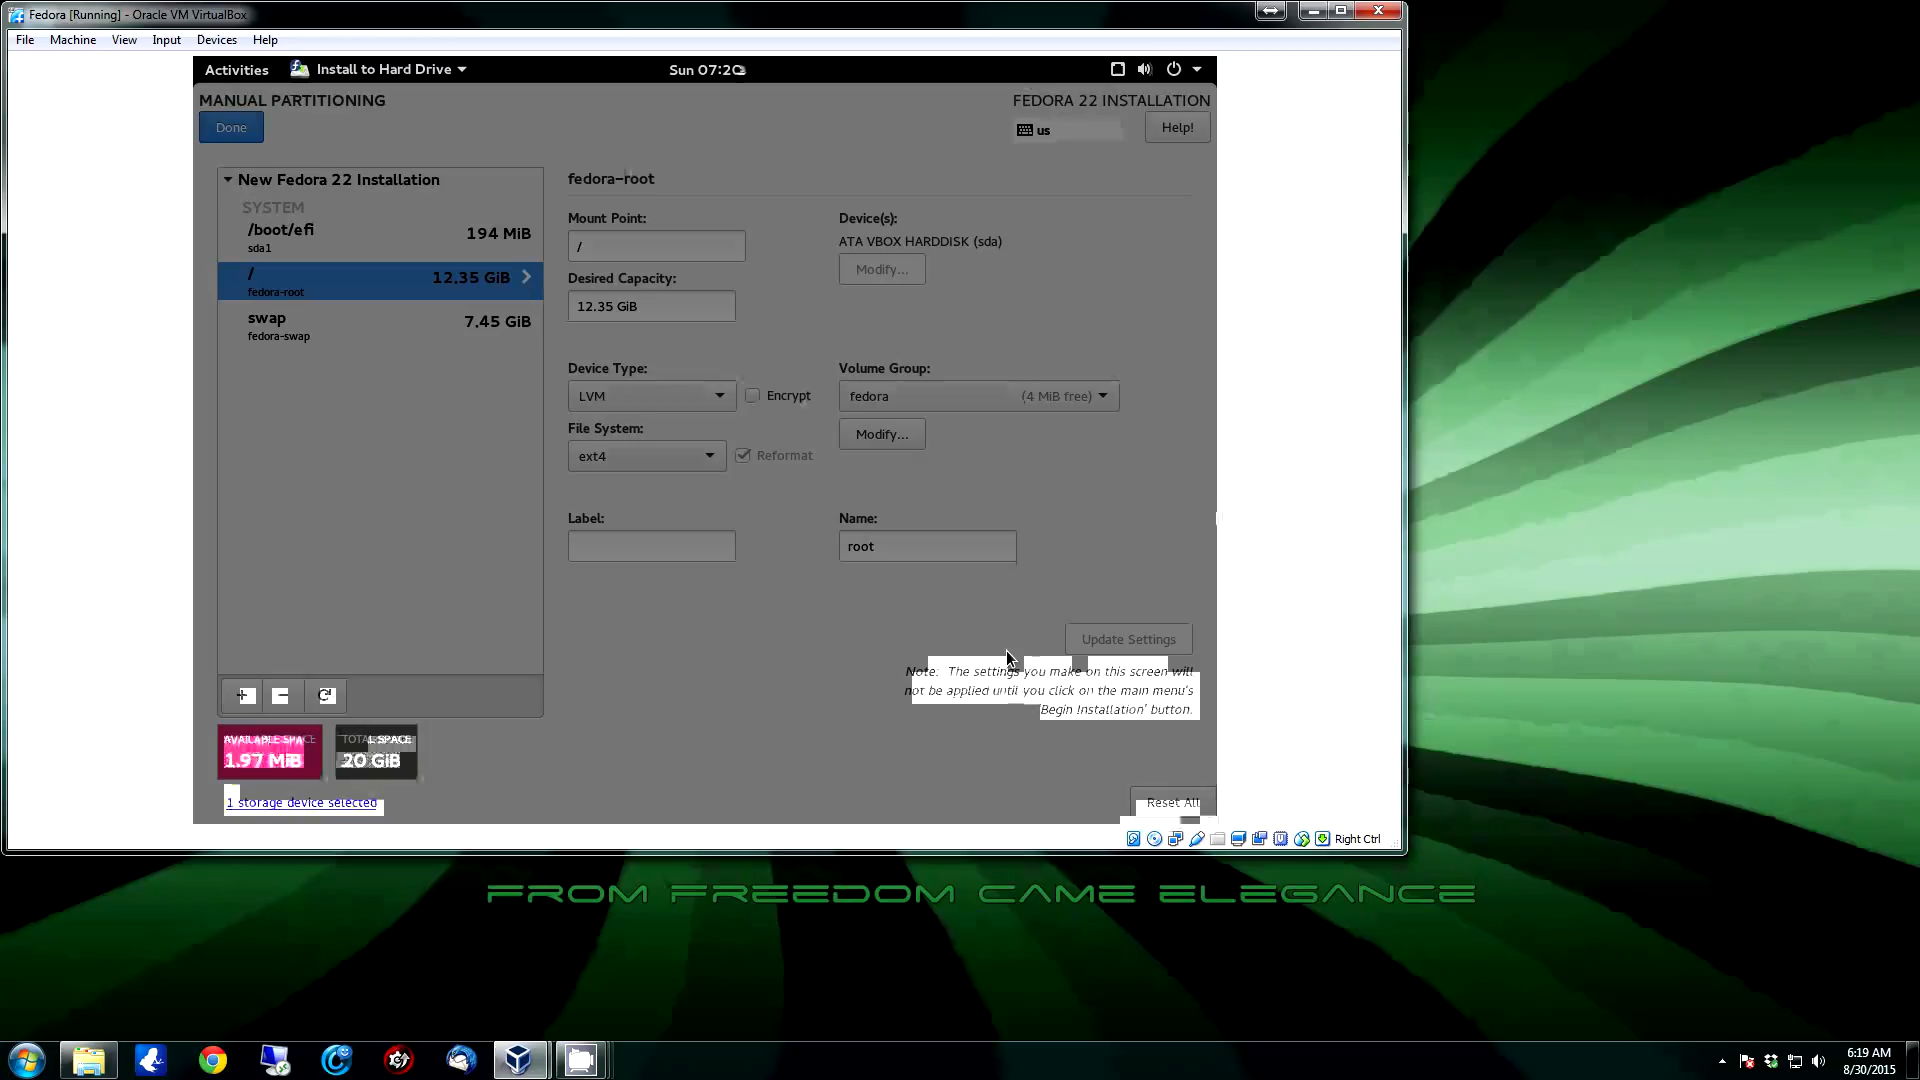 Fedora [Running] - Oracle VM VirtualBox
File Machine View Input Devices Help
Activities Install to Hard Drive Sun 07:20
MANUAL PARTITIONING FEDORA 22 INSTALLATION
Done us Help!
New Fedora 22 Installation
SYSTEM
/boot/efi 194 MiB
sda1
/ 12.35 GiB
fedora-root
swap 7.45 GiB
fedora-swap
fedora-root
Mount Point: Device(s):
/ ATA VBOX HARDDISK (sda)
Modify...
Desired Capacity:
12.35 GiB
Device Type: Volume Group:
LVM Encrypt fedora (4 MiB free)
File System: Modify...
ext4 Reformat
Label: Name:
root
Update Settings
Note: The settings you make on this screen will
not be applied until you click on the main menu's
'Begin Installation' button.
AVAILABLE SPACE TOTAL SPACE
1.97 MiB 20 GiB
1 storage device selected Reset All
Right Ctrl
FROM FREEDOM CAME ELEGANCE
6:19 AM
8/30/2015